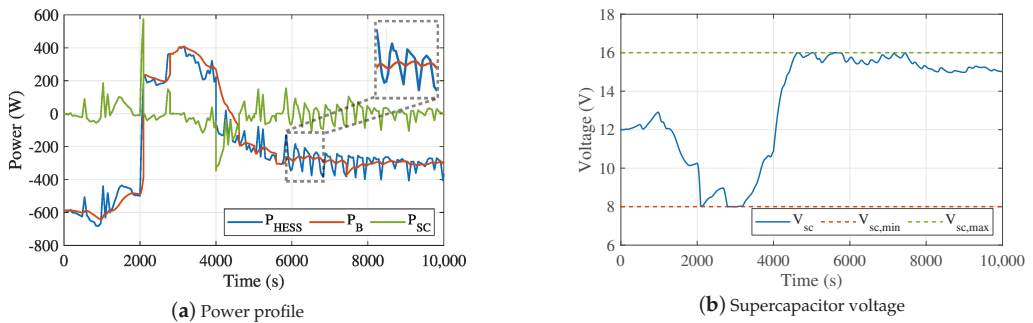 600
400
200
0
-200
-400
-600
-800
Power (W)
P_HESS P_B P_SC
0 2000 4000 6000 8000 10,000
Time (s)
(a) Power profile
18
16
14
12
10
8
6
Voltage (V)
V_sc V_sc,min V_sc,max
0 2000 4000 6000 8000 10,000
Time (s)
(b) Supercapacitor voltage